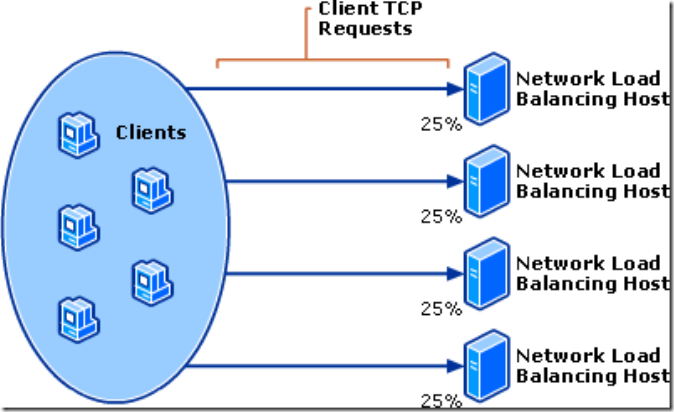 Client TCP
Requests
Clients
Network Load
Balancing Host
25%
Network Load
Balancing Host
25%
Network Load
Balancing Host
25%
Network Load
Balancing Host
25%